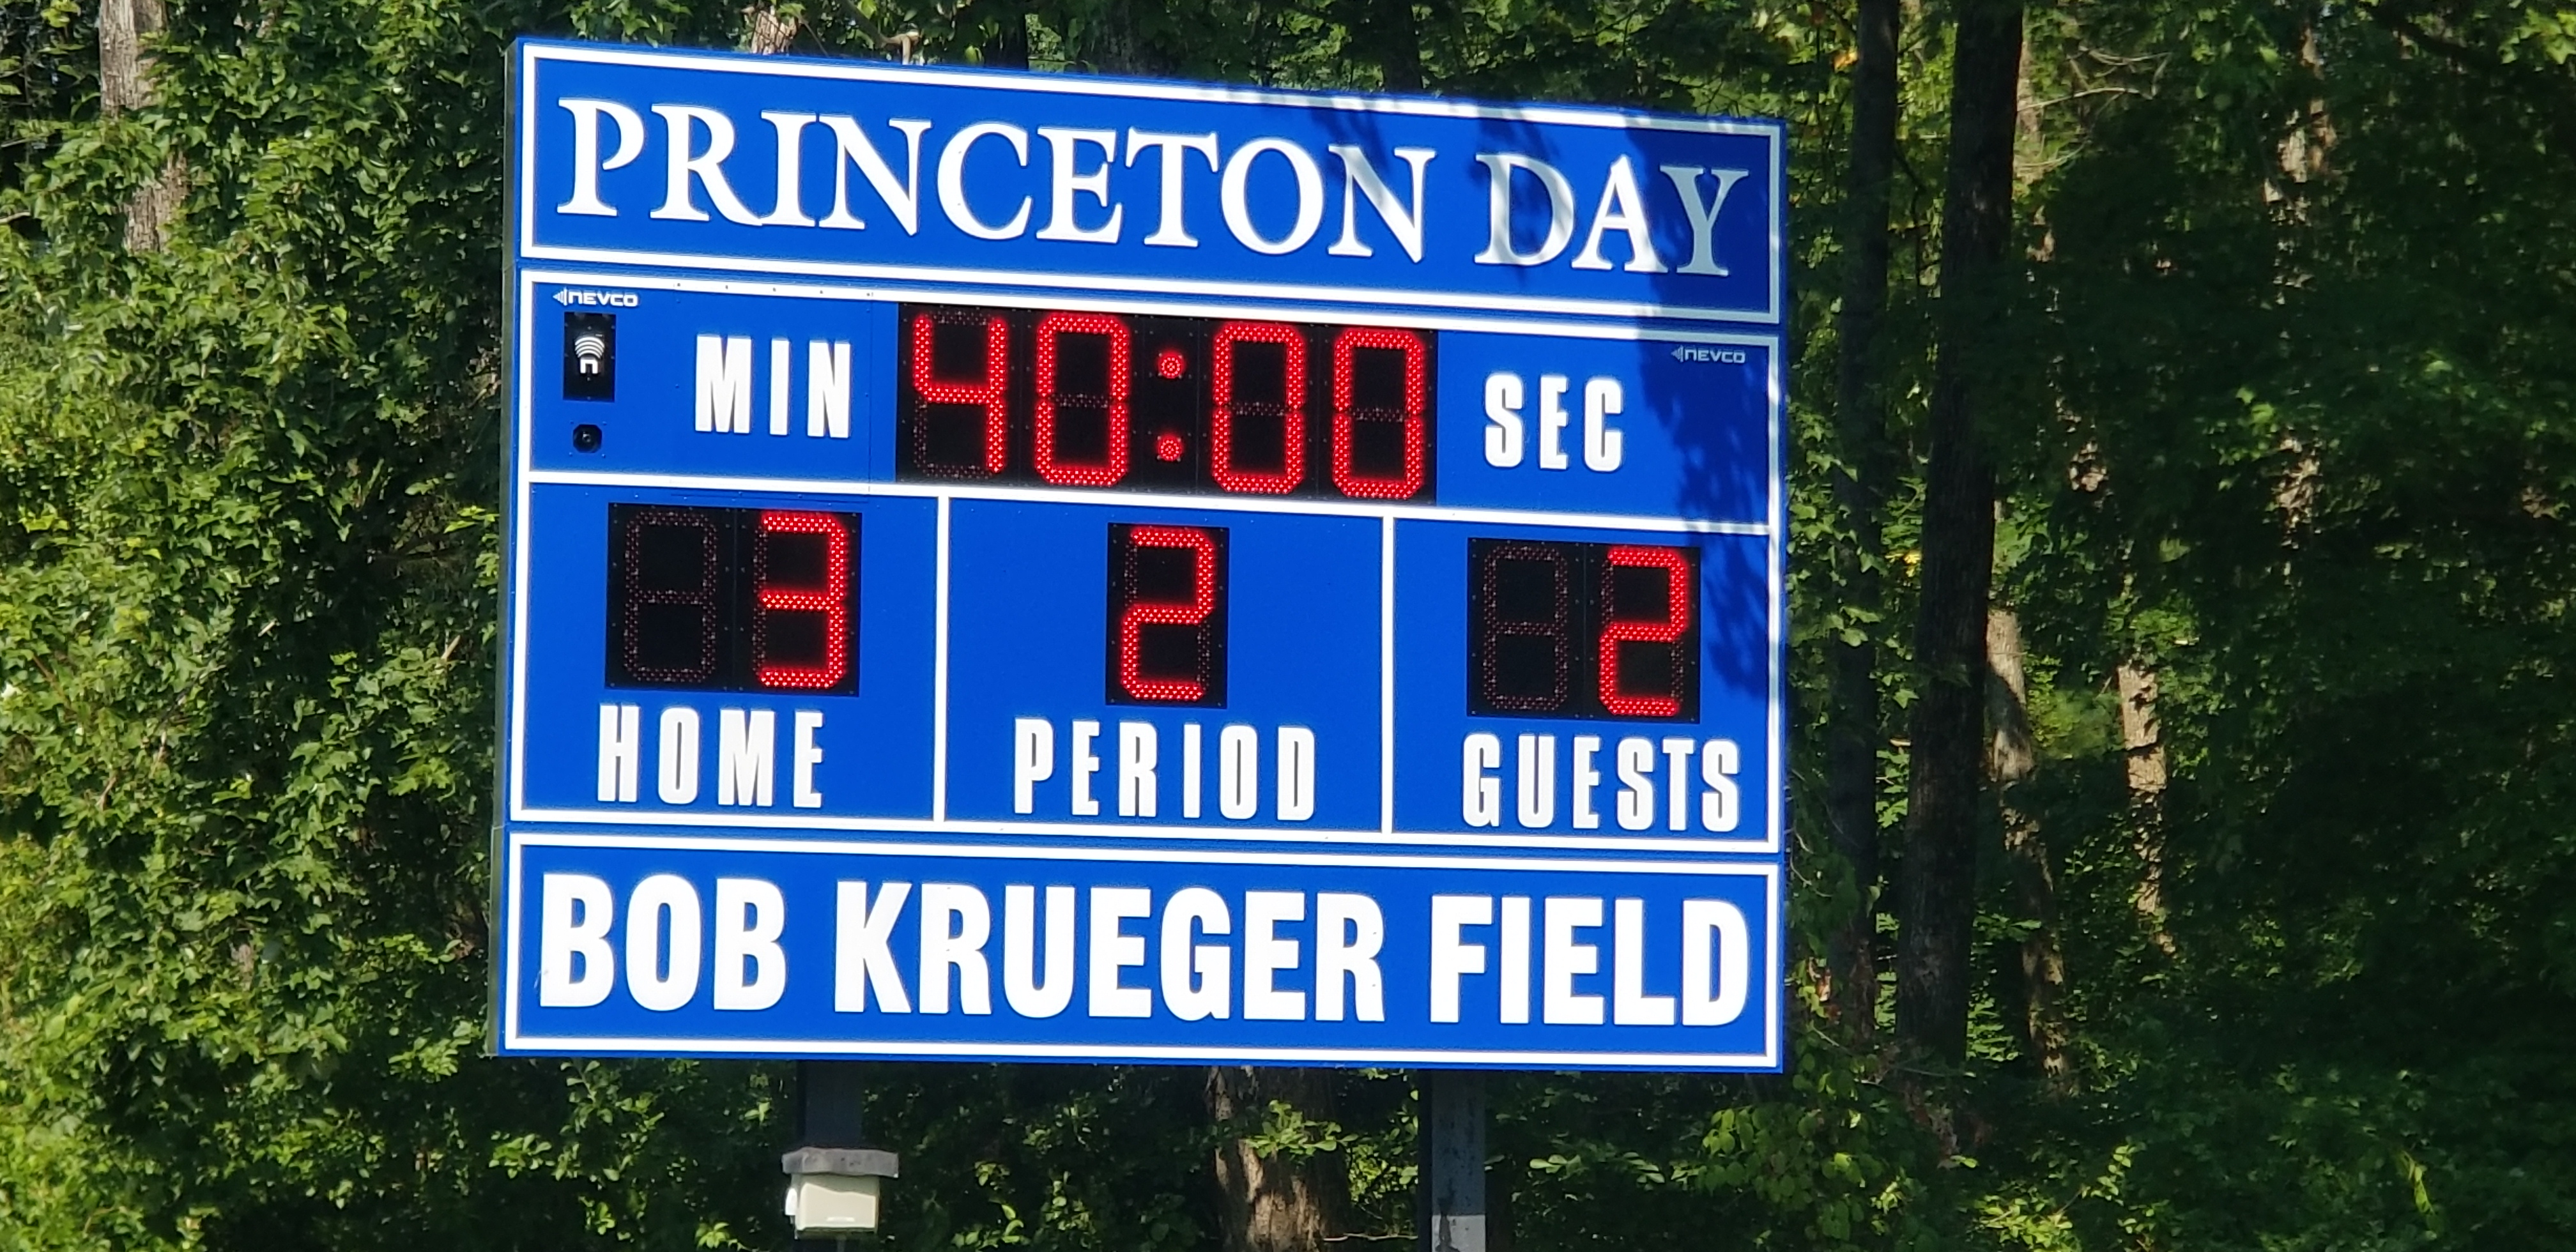 PRINCETON DAY
NEVCO
NEVCO
MIN 40:00 SEC
3 2 2
HOME PERIOD GUESTS
BOB KRUEGER FIELD